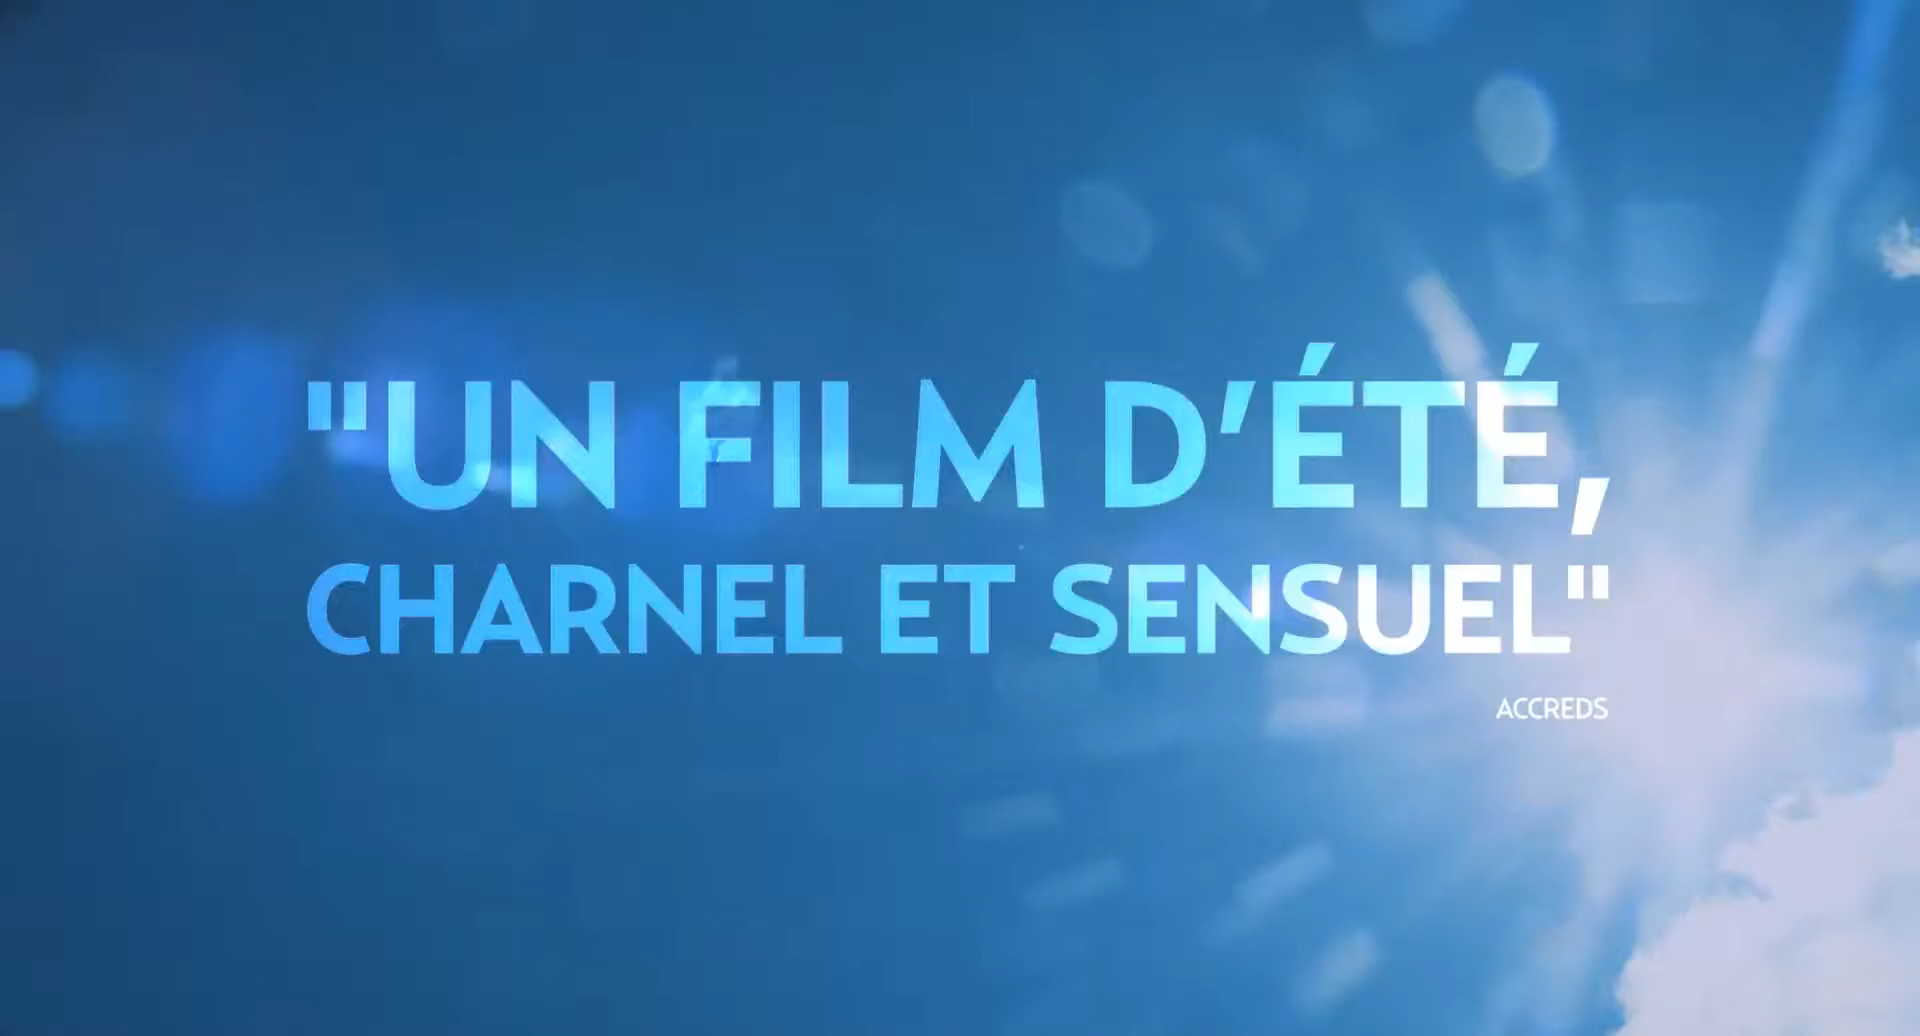 "UN FILM D'ÉTÉ,
CHARNEL ET SENSUEL"
ACCREDS